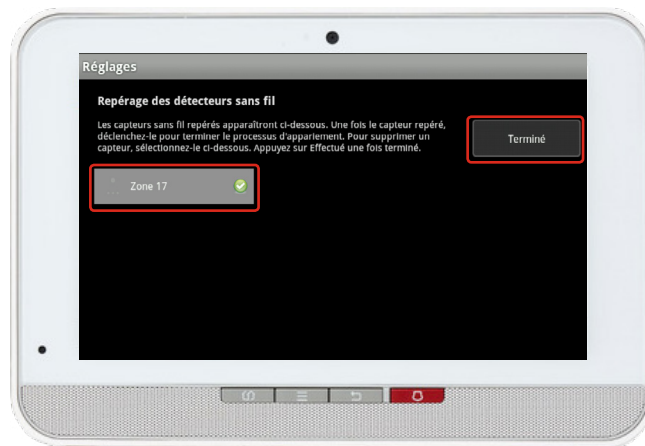 Réglages
Repérage des détecteurs sans fil
Les capteurs sans fil repérés apparaîtront ci-dessous. Une fois le capteur repéré,
déclenchez-le pour terminer le processus d'appariement. Pour supprimer un
capteur, sélectionnez-le ci-dessous. Appuyez sur Effectué une fois terminé.
Terminé
Zone 17